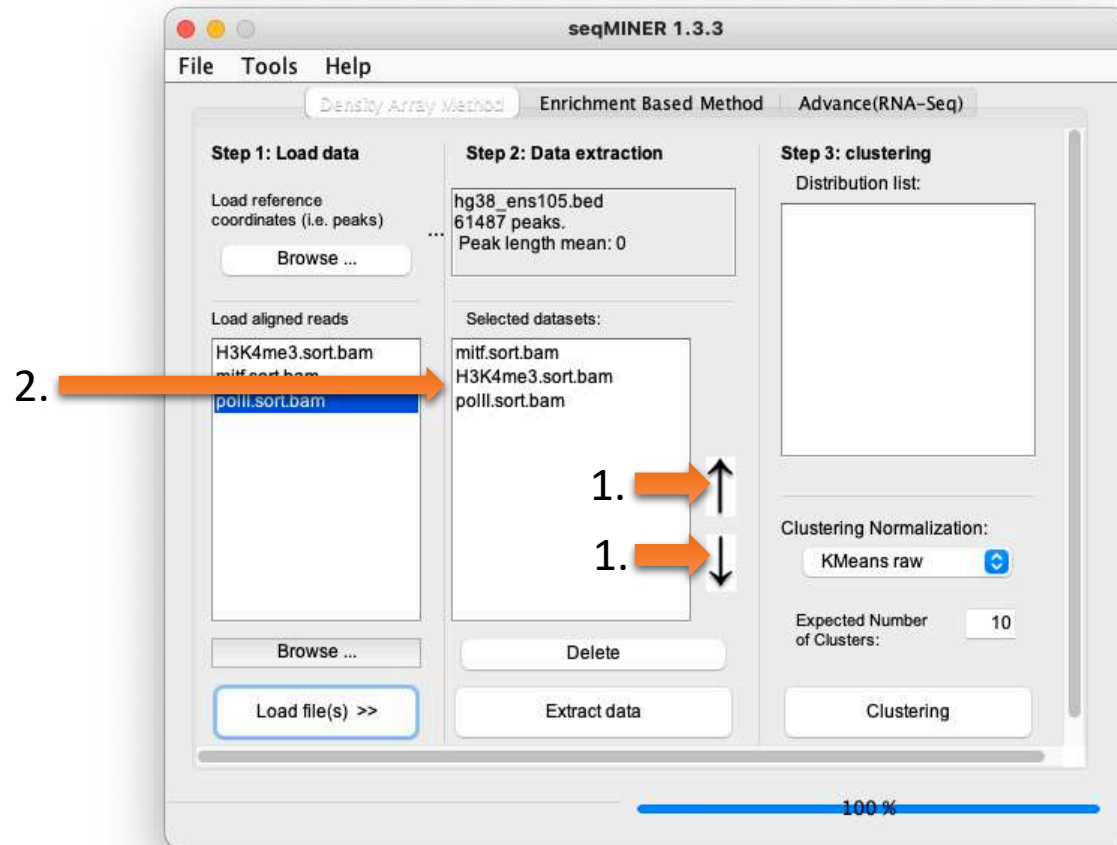 seqMINER 1.3.3
File Tools Help
Density Array Method Enrichment Based Method Advance(RNA-Seq)
Step 1: Load data
Load reference
coordinates (i.e. peaks)
...
Browse ...
Load aligned reads
H3K4me3.sort.bam
mitf.sort.bam
polII.sort.bam
2.
Browse ...
Load file(s) >>
Step 2: Data extraction
hg38_ens105.bed
61487 peaks.
Peak length mean: 0
Selected datasets:
mitf.sort.bam
H3K4me3.sort.bam
polII.sort.bam
1.
1.
Delete
Extract data
Step 3: clustering
Distribution list:
Clustering Normalization:
KMeans raw
Expected Number
of Clusters:
10
Clustering
100 %